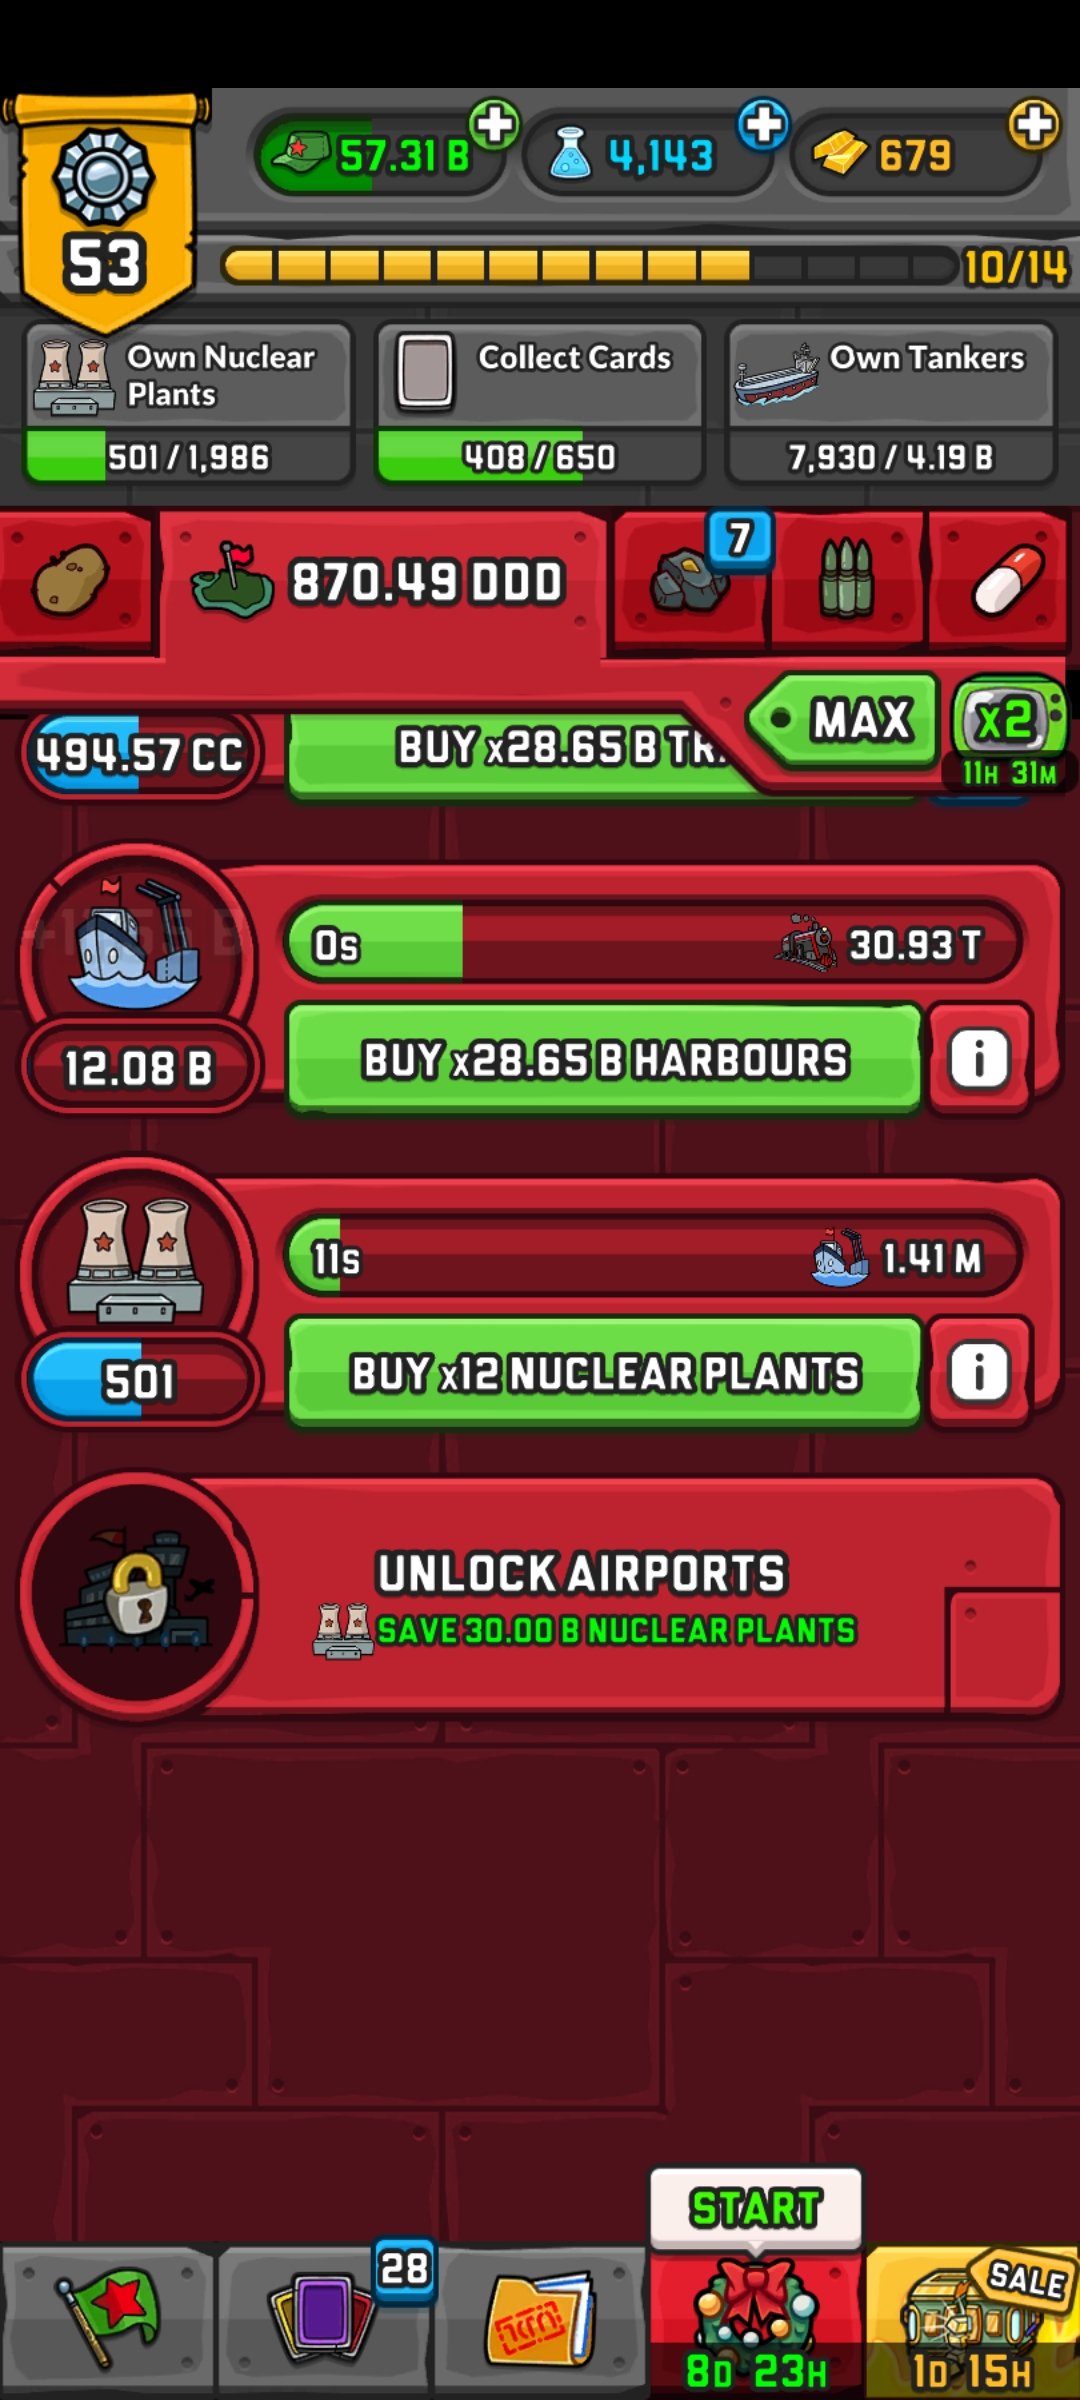 57.31 B
4,143
679
53
10/14
Own Nuclear
Plants
Collect Cards
Own Tankers
501 / 1,986
408 / 650
7,930 / 4.19 B
7
870.49 DDD
MAX
x2
11H 31M
494.57 CC
BUY x28.65 B
0s
30.93 T
12.08 B
BUY x28.65 B HARBOURS
11s
1.41 M
501
BUY x12 NUCLEAR PLANTS
UNLOCK AIRPORTS
SAVE 30.00 B NUCLEAR PLANTS
START
28
SALE
8D 23H
1D 15H